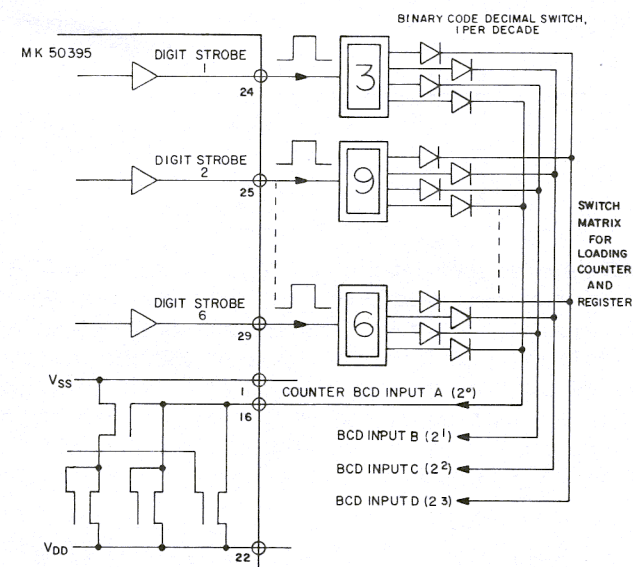 BINARY CODE DECIMAL SWITCH,
1 PER DECADE
MK 50395
DIGIT STROBE
1
24
3
DIGIT STROBE
2
25
9
SWITCH
MATRIX
FOR
LOADING
COUNTER
AND
REGISTER
DIGIT STROBE
6
29
6
VSS
1
COUNTER BCD INPUT A (2⁰)
16
BCD INPUT B (2¹)
BCD INPUT C (2²)
BCD INPUT D (2 3)
VDD
22